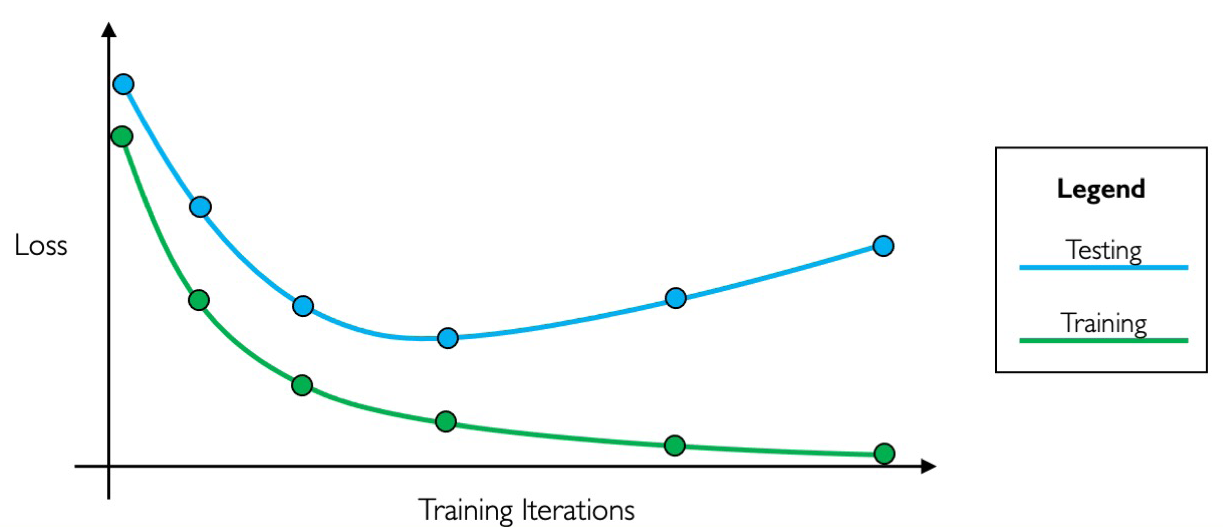 Loss
Training Iterations
Legend
Testing
Training